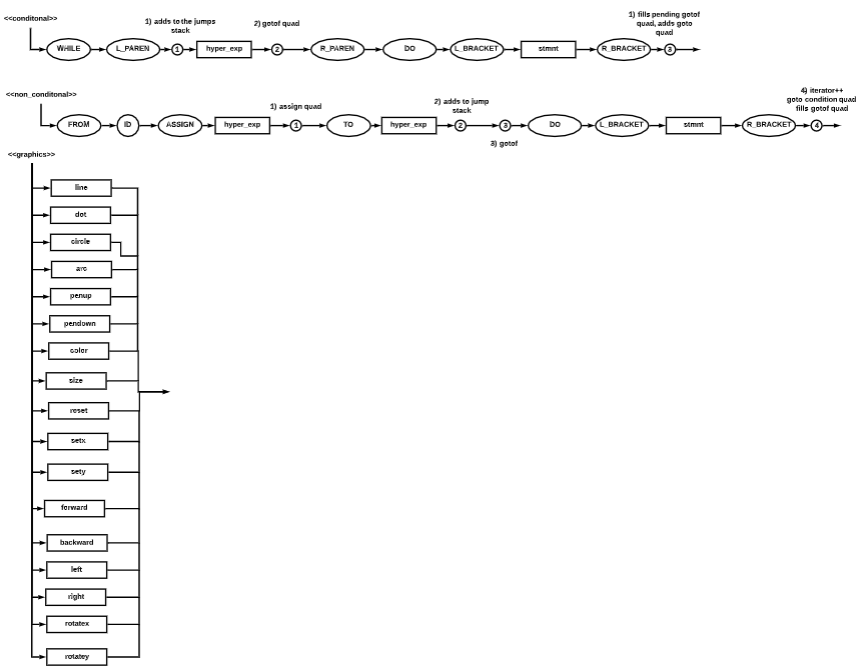 <<conditonal>>
1) adds to the jumps
stack
2) gotof quad
1) fills pending gotof
quad, adds goto
quad
WHILE
L_PAREN
1
hyper_exp
2
R_PAREN
DO
L_BRACKET
stmnt
R_BRACKET
3
<<non_conditonal>>
1) assign quad
2) adds to jump
stack
4) iterator++
goto condition quad
fills gotof quad
FROM
ID
ASSIGN
hyper_exp
1
TO
hyper_exp
2
3
DO
L_BRACKET
stmnt
R_BRACKET
4
3) gotof
<<graphics>>
line
dot
circle
arc
penup
pendown
color
size
reset
setx
sety
forward
backward
left
right
rotatex
rotatey